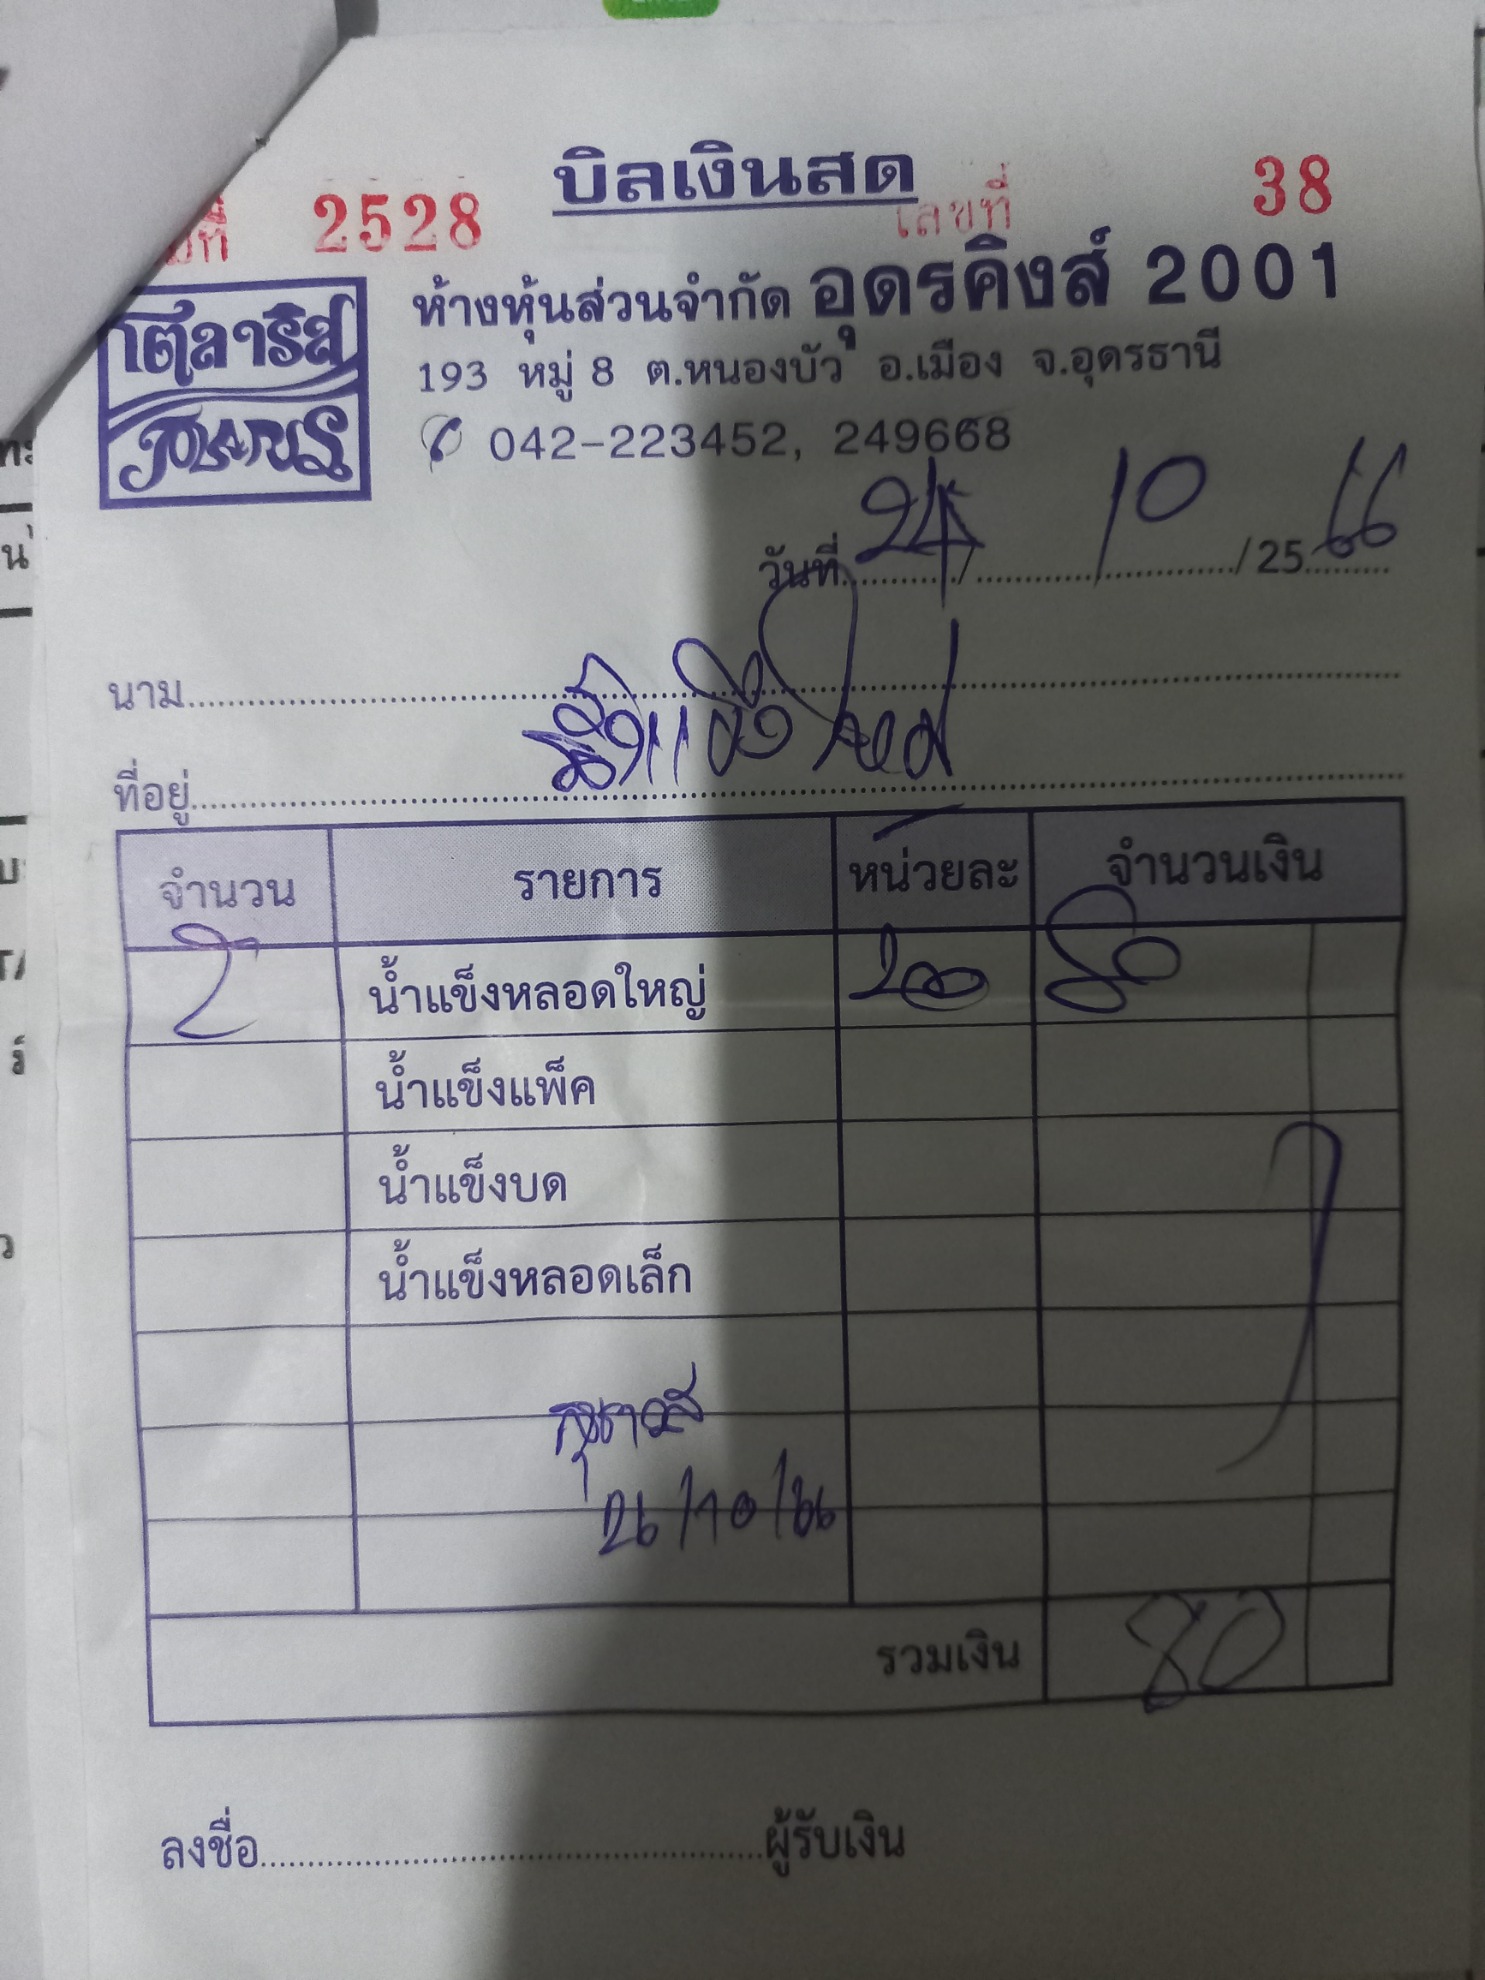 บิลเงินสด
ที่ 2528 เลขที่ 38
โตลาริส
ห้างหุ้นส่วนจำกัด อุดรคิงส์ 2001
193 หมู่ 8 ต.หนองบัว อ.เมือง จ.อุดรธานี
042-223452, 249668
วันที่ 24 / 10 / 25 66
นาม
ที่อยู่
จำนวน รายการ หน่วยละ จำนวนเงิน
2 น้ำแข็งหลอดใหญ่ 80
น้ำแข็งแพ็ค
น้ำแข็งบด
น้ำแข็งหลอดเล็ก
26/10/66
รวมเงิน 80
ลงชื่อ ผู้รับเงิน